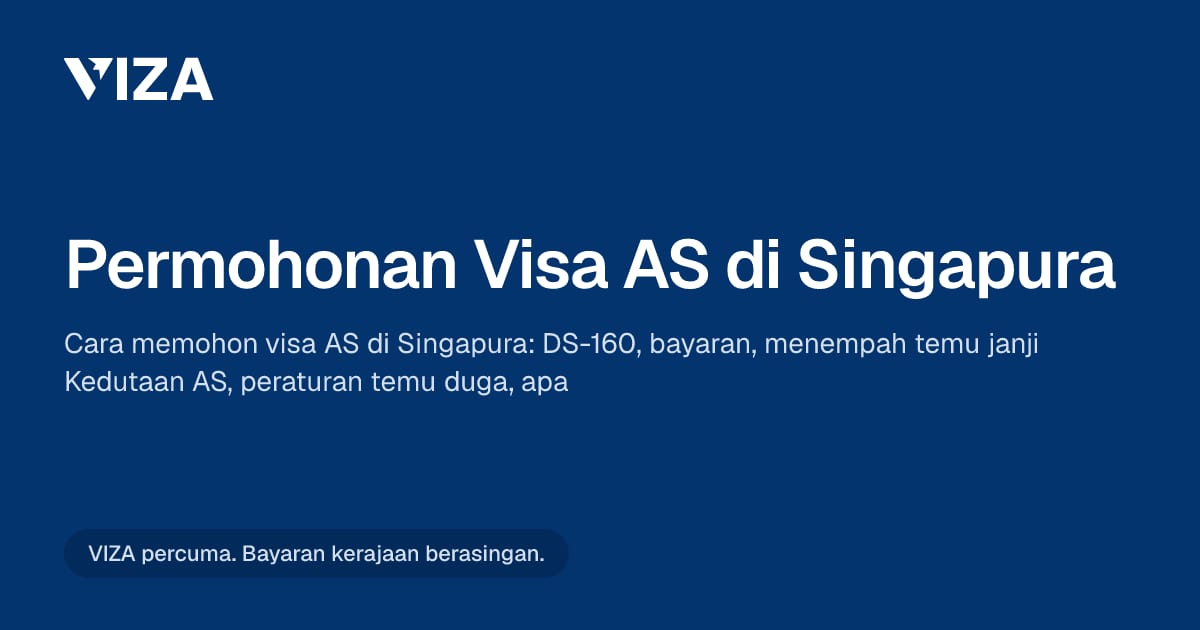 VIZA
Permohonan Visa AS di Singapura
Cara memohon visa AS di Singapura: DS-160, bayaran, menempah temu janji
Kedutaan AS, peraturan temu duga, apa
VIZA percuma. Bayaran kerajaan berasingan.